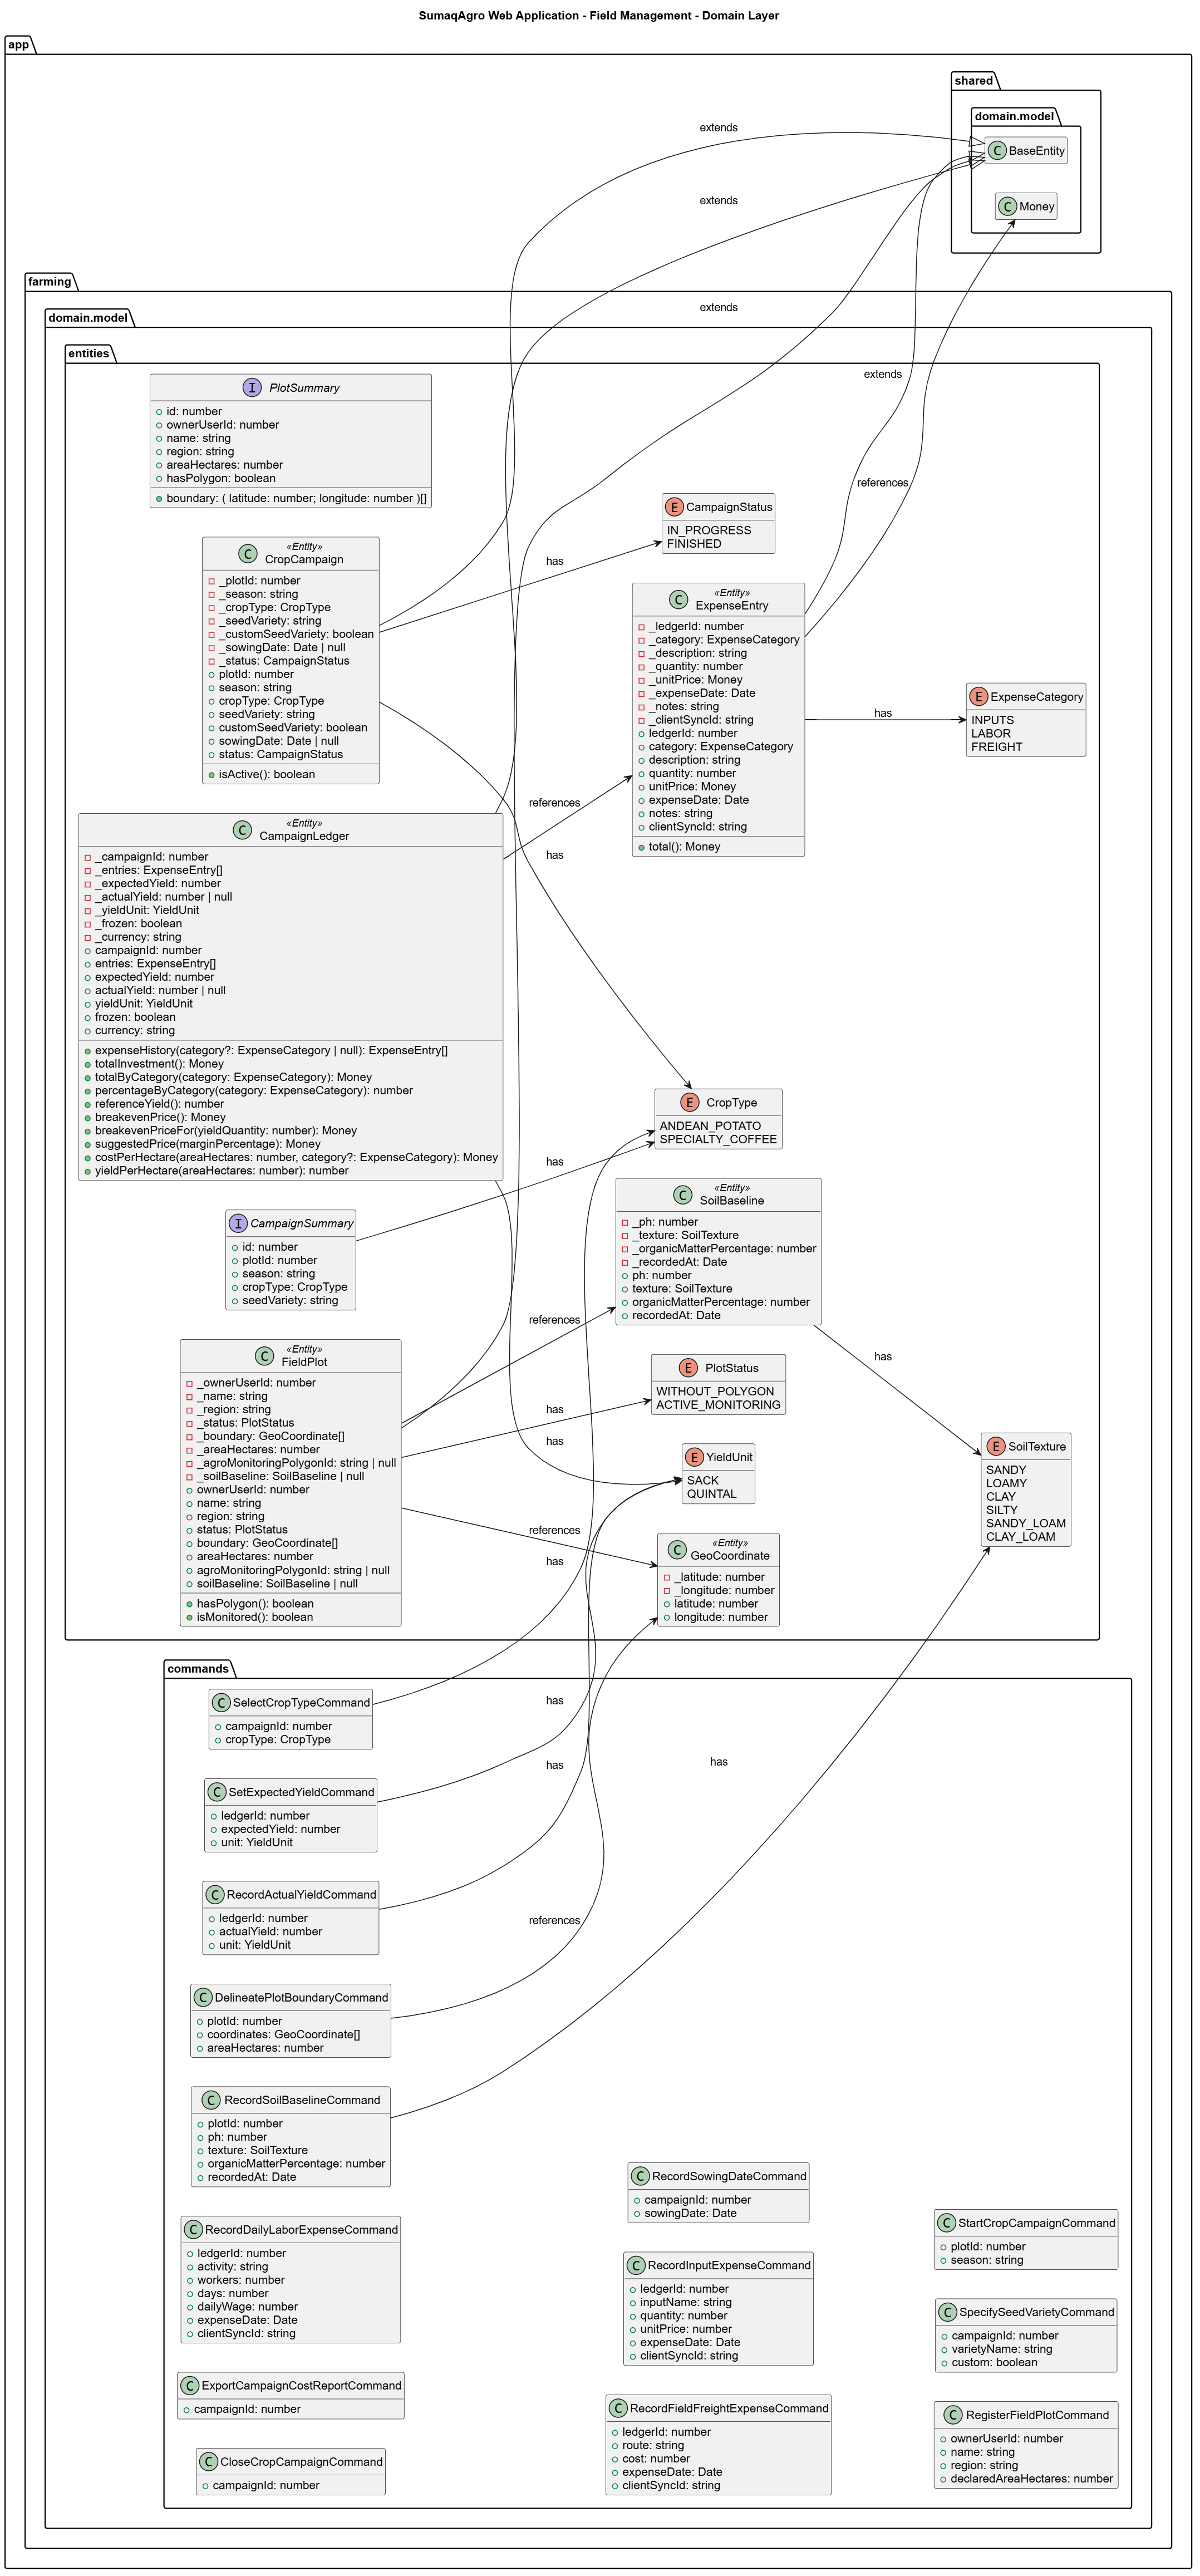 SumaqAgro Web Application - Field Management - Domain Layer
app
shared
domain.model
BaseEntity
Money
extends
extends
extends
extends
references
farming
domain.model
entities
PlotSummary
id: number
ownerUserId: number
name: string
region: string
areaHectares: number
hasPolygon: boolean
boundary: ( latitude: number; longitude: number )[]
«Entity»
CropCampaign
_plotId: number
_season: string
_cropType: CropType
_seedVariety: string
_customSeedVariety: boolean
_sowingDate: Date | null
_status: CampaignStatus
plotId: number
season: string
cropType: CropType
seedVariety: string
customSeedVariety: boolean
sowingDate: Date | null
status: CampaignStatus
isActive(): boolean
has
CampaignStatus
IN_PROGRESS
FINISHED
«Entity»
ExpenseEntry
_ledgerId: number
_category: ExpenseCategory
_description: string
_quantity: number
_unitPrice: Money
_expenseDate: Date
_notes: string
_clientSyncId: string
ledgerId: number
category: ExpenseCategory
description: string
quantity: number
unitPrice: Money
expenseDate: Date
notes: string
clientSyncId: string
total(): Money
has
ExpenseCategory
INPUTS
LABOR
FREIGHT
«Entity»
CampaignLedger
_campaignId: number
_entries: ExpenseEntry[]
_expectedYield: number
_actualYield: number | null
_yieldUnit: YieldUnit
_frozen: boolean
_currency: string
campaignId: number
entries: ExpenseEntry[]
expectedYield: number
actualYield: number | null
yieldUnit: YieldUnit
frozen: boolean
currency: string
expenseHistory(category?: ExpenseCategory | null): ExpenseEntry[]
totalInvestment(): Money
totalByCategory(category: ExpenseCategory): Money
percentageByCategory(category: ExpenseCategory): number
referenceYield(): number
breakevenPrice(): Money
breakevenPriceFor(yieldQuantity: number): Money
suggestedPrice(marginPercentage): Money
costPerHectare(areaHectares: number, category?: ExpenseCategory): Money
yieldPerHectare(areaHectares: number): number
references
has
has
CropType
ANDEAN_POTATO
SPECIALTY_COFFEE
CampaignSummary
id: number
plotId: number
season: string
cropType: CropType
seedVariety: string
«Entity»
SoilBaseline
_ph: number
_texture: SoilTexture
_organicMatterPercentage: number
_recordedAt: Date
ph: number
texture: SoilTexture
organicMatterPercentage: number
recordedAt: Date
references
has
«Entity»
FieldPlot
_ownerUserId: number
_name: string
_region: string
_status: PlotStatus
_boundary: GeoCoordinate[]
_areaHectares: number
_agroMonitoringPolygonId: string | null
_soilBaseline: SoilBaseline | null
ownerUserId: number
name: string
region: string
status: PlotStatus
boundary: GeoCoordinate[]
areaHectares: number
agroMonitoringPolygonId: string | null
soilBaseline: SoilBaseline | null
hasPolygon(): boolean
isMonitored(): boolean
has
has
references
has
PlotStatus
WITHOUT_POLYGON
ACTIVE_MONITORING
YieldUnit
SACK
QUINTAL
SoilTexture
SANDY
LOAMY
CLAY
SILTY
SANDY_LOAM
CLAY_LOAM
«Entity»
GeoCoordinate
_latitude: number
_longitude: number
latitude: number
longitude: number
commands
SelectCropTypeCommand
campaignId: number
cropType: CropType
has
has
has
SetExpectedYieldCommand
ledgerId: number
expectedYield: number
unit: YieldUnit
RecordActualYieldCommand
ledgerId: number
actualYield: number
unit: YieldUnit
references
DelineatePlotBoundaryCommand
plotId: number
coordinates: GeoCoordinate[]
areaHectares: number
RecordSoilBaselineCommand
plotId: number
ph: number
texture: SoilTexture
organicMatterPercentage: number
recordedAt: Date
RecordSowingDateCommand
campaignId: number
sowingDate: Date
StartCropCampaignCommand
plotId: number
season: string
RecordDailyLaborExpenseCommand
ledgerId: number
activity: string
workers: number
days: number
dailyWage: number
expenseDate: Date
clientSyncId: string
RecordInputExpenseCommand
ledgerId: number
inputName: string
quantity: number
unitPrice: number
expenseDate: Date
clientSyncId: string
SpecifySeedVarietyCommand
campaignId: number
varietyName: string
custom: boolean
ExportCampaignCostReportCommand
campaignId: number
RecordFieldFreightExpenseCommand
ledgerId: number
route: string
cost: number
expenseDate: Date
clientSyncId: string
RegisterFieldPlotCommand
ownerUserId: number
name: string
region: string
declaredAreaHectares: number
CloseCropCampaignCommand
campaignId: number